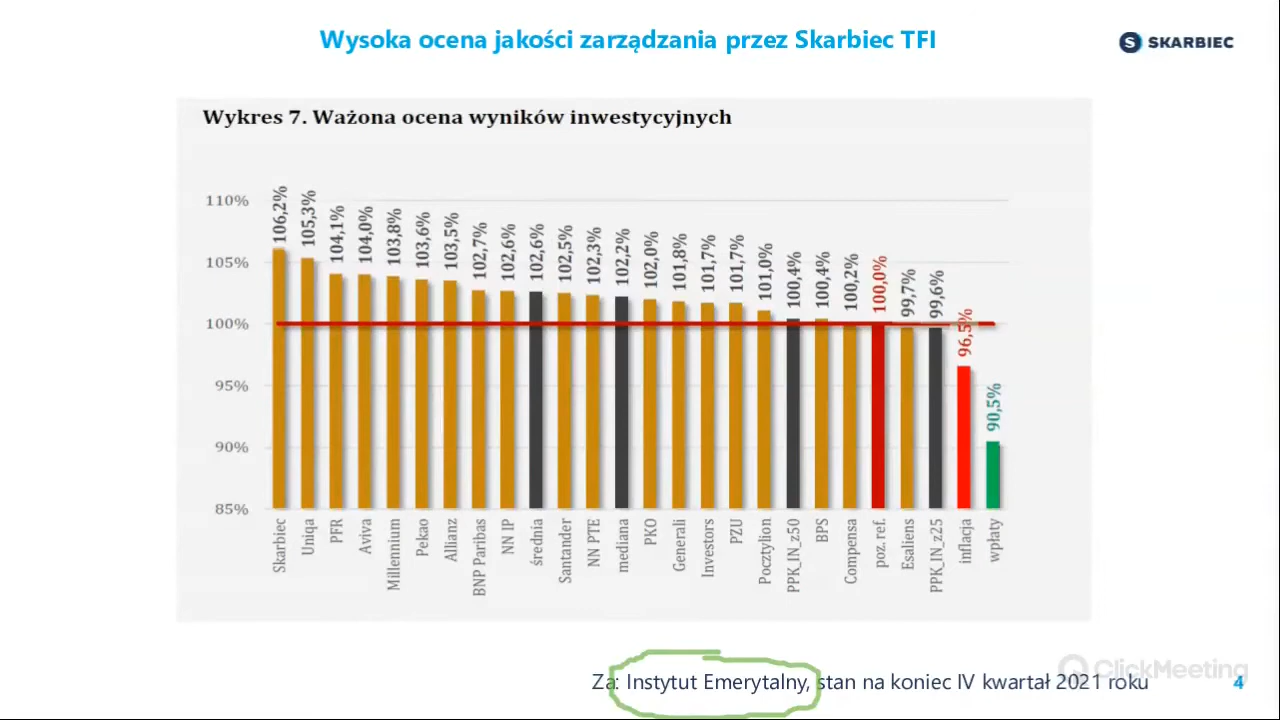 Wysoka ocena jakości zarządzania przez Skarbiec TFI
S SKARBIEC
Wykres 7. Ważona ocena wyników inwestycyjnych
110%
105%
100%
95%
90%
85%
106,2%
105,3%
104,1%
104,0%
103,8%
103,6%
103,5%
102,7%
102,6%
102,6%
102,5%
102,3%
102,2%
102,0%
101,8%
101,7%
101,7%
101,0%
100,4%
100,4%
100,2%
100,0%
99,7%
99,6%
96,5%
90,5%
Skarbiec
Uniqa
PFR
Aviva
Millennium
Pekao
Allianz
BNP Paribas
NN IP
średnia
Santander
NN PTE
mediana
PKO
Generali
Investors
PZU
Pocztylion
PPK_IN_z50
BPS
Compensa
poz. ref.
Esaliens
PPK_IN_z25
inflacja
wpłaty
ClickMeeting
Za: Instytut Emerytalny, stan na koniec IV kwartał 2021 roku
4